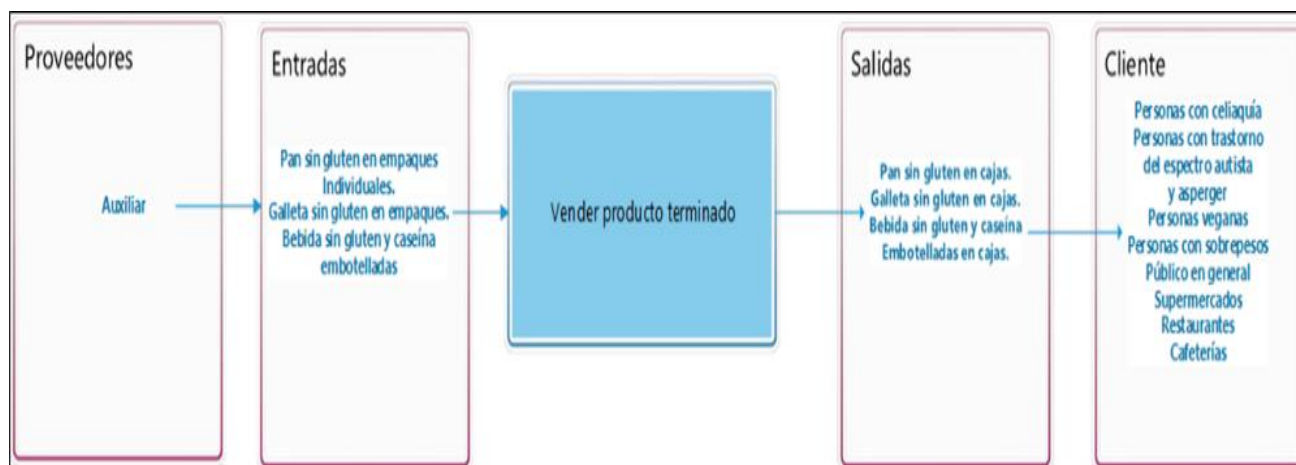 Proveedores
Auxiliar
Entradas
Pan sin gluten en empaques
Individuales.
Galleta sin gluten en empaques.
Bebida sin gluten y caseína
embotelladas
Vender producto terminado
Salidas
Pan sin gluten en cajas.
Galleta sin gluten en cajas.
Bebida sin gluten y caseína
Embotelladas en cajas.
Cliente
Personas con celiaquía
Personas con trastorno
del espectro autista
y asperger
Personas veganas
Personas con sobrepesos
Público en general
Supermercados
Restaurantes
Cafeterías